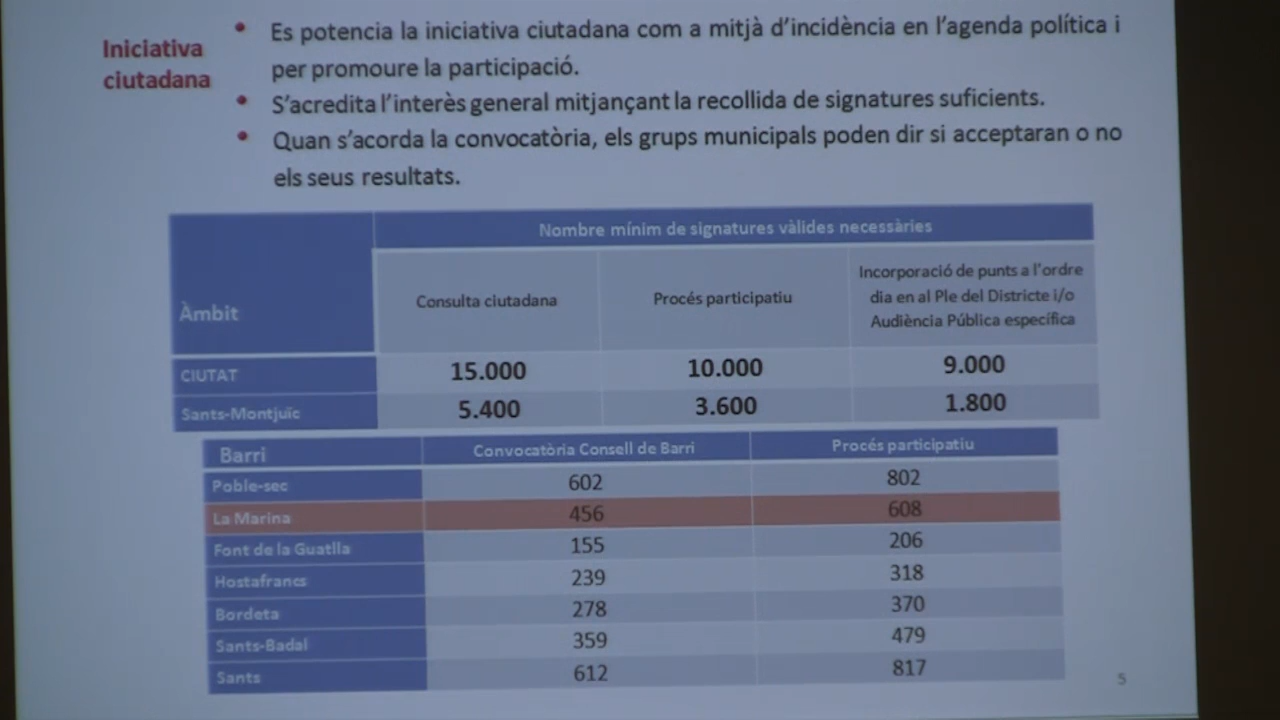 Iniciativa
ciutadana
• Es potencia la iniciativa ciutadana com a mitjà d'incidència en l'agenda política i
per promoure la participació.
• S'acredita l'interès general mitjançant la recollida de signatures suficients.
• Quan s'acorda la convocatòria, els grups municipals poden dir si acceptaran o no
els seus resultats.
Nombre mínim de signatures vàlides necessàries
Àmbit
Consulta ciutadana
Procés participatiu
Incorporació de punts a l'ordre
dia en al Ple del Districte i/o
Audiència Pública específica
CIUTAT 15.000 10.000 9.000
Sants-Montjuïc 5.400 3.600 1.800
Barri Convocatòria Consell de Barri Procés participatiu
Poble-sec 602 802
La Marina 456 608
Font de la Guatlla 155 206
Hostafrancs 239 318
Bordeta 278 370
Sants-Badal 359 479
Sants 612 817
5